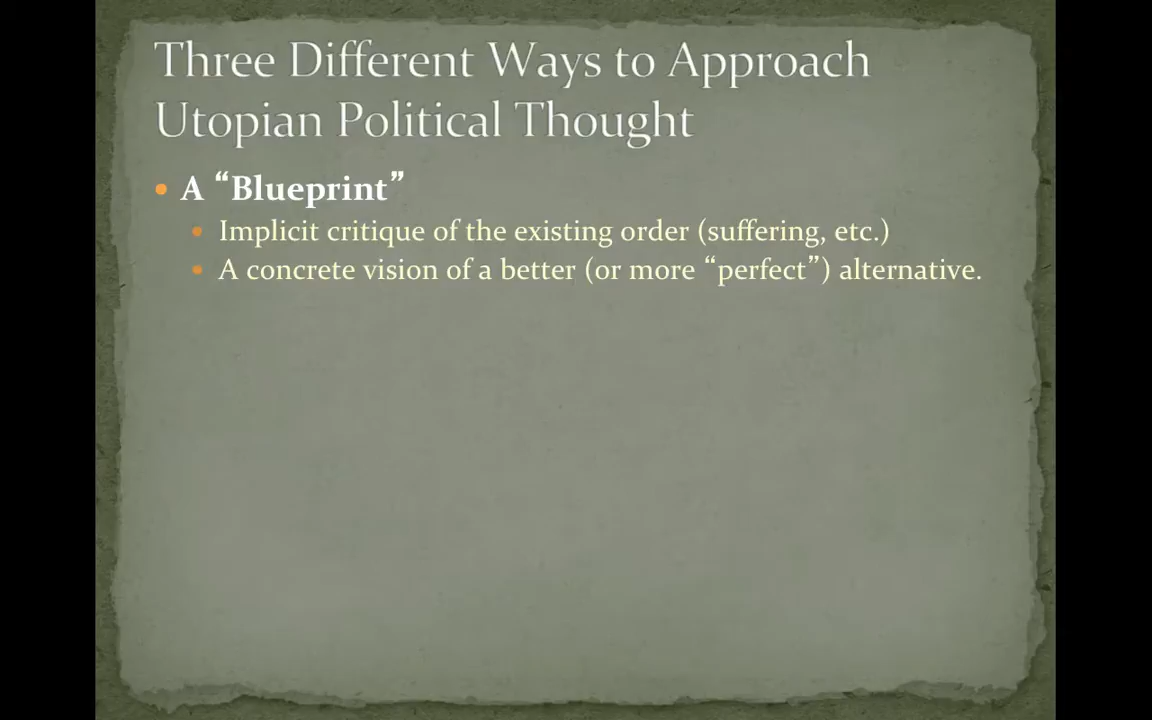 Three Different Ways to Approach
Utopian Political Thought
• A “Blueprint”
• Implicit critique of the existing order (suffering, etc.)
• A concrete vision of a better (or more “perfect”) alternative.